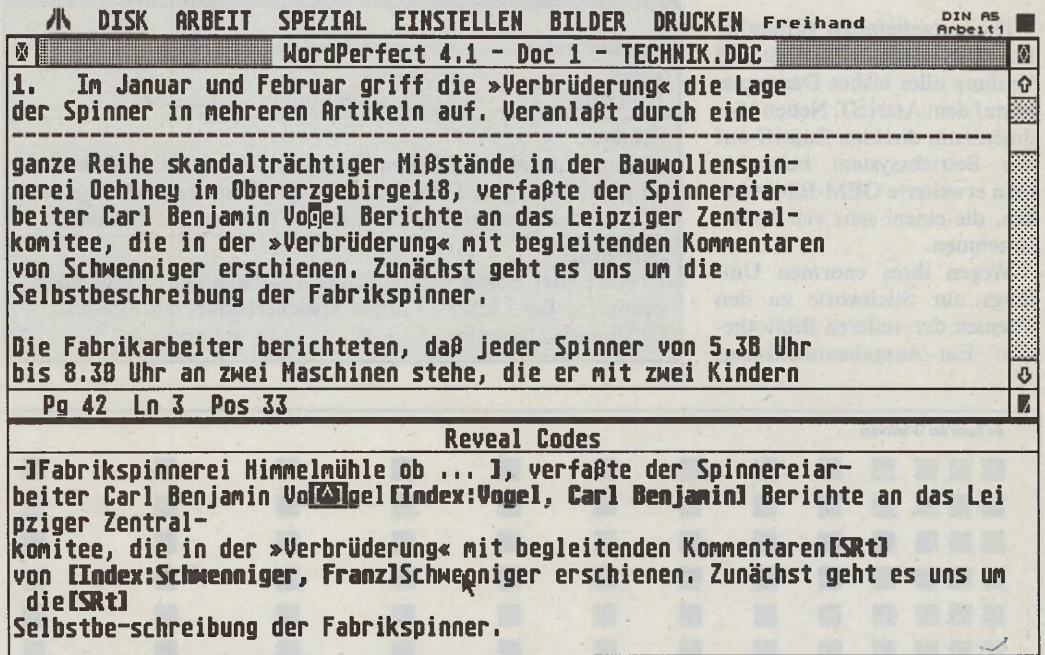 DISK ARBEIT SPEZIAL EINSTELLEN BILDER DRUCKEN Freihand DIN A5
Arbeit1
WordPerfect 4.1 - Doc 1 - TECHNIK.DOC
1. Im Januar und Februar griff die »Verbrüderung« die Lage
der Spinner in mehreren Artikeln auf. Veranlaßt durch eine
ganze Reihe skandalträchtiger Mißstände in der Bauwollenspin-
nerei Oehlhey im Obererzgebirge118, verfaßte der Spinnereiar-
beiter Carl Benjamin Vogel Berichte an das Leipziger Zentral-
komitee, die in der »Verbrüderung« mit begleitenden Kommentaren
von Schwenniger erschienen. Zunächst geht es uns um die
Selbstbeschreibung der Fabrikspinner.
Die Fabrikarbeiter berichteten, daß jeder Spinner von 5.30 Uhr
bis 8.30 Uhr an zwei Maschinen stehe, die er mit zwei Kindern
Pg 42 Ln 3 Pos 33
Reveal Codes
-]Fabrikspinnerei Himmelmühle ob ... ], verfaßte der Spinnereiar-
beiter Carl Benjamin Vo[^]gel[Index:Vogel, Carl Benjamin] Berichte an das Lei
pziger Zentral-
komitee, die in der »Verbrüderung« mit begleitenden Kommentaren[SRt]
von [Index:Schwenniger, Franz]Schwenniger erschienen. Zunächst geht es uns um
die[SRt]
Selbstbe-schreibung der Fabrikspinner.